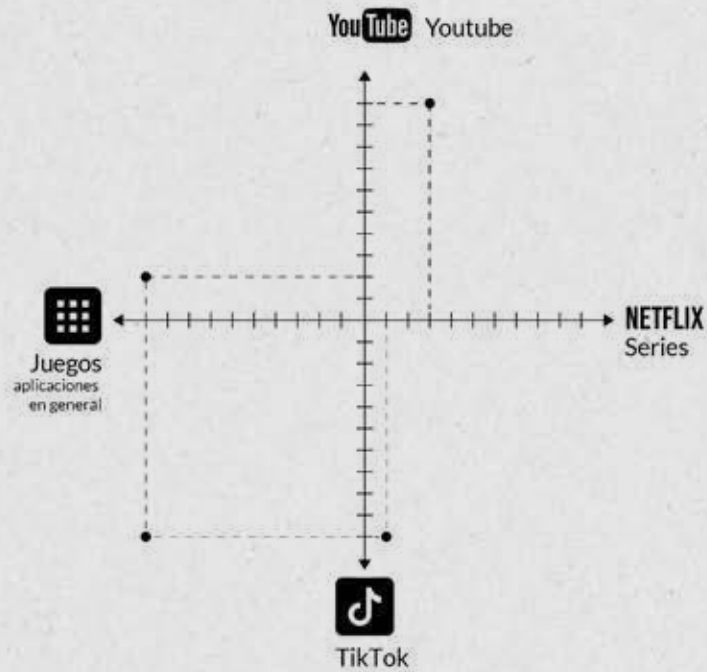 YouTube Youtube
NETFLIX
Series
Juegos
aplicaciones
en general
TikTok